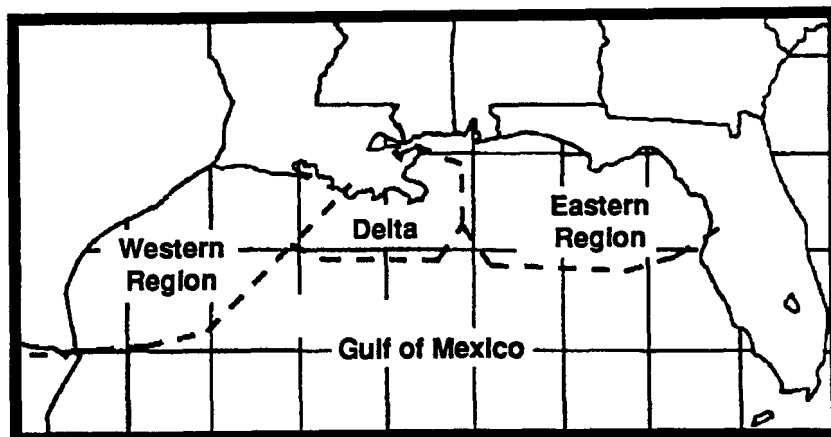 Western
Region
Delta
Eastern
Region
Gulf of Mexico